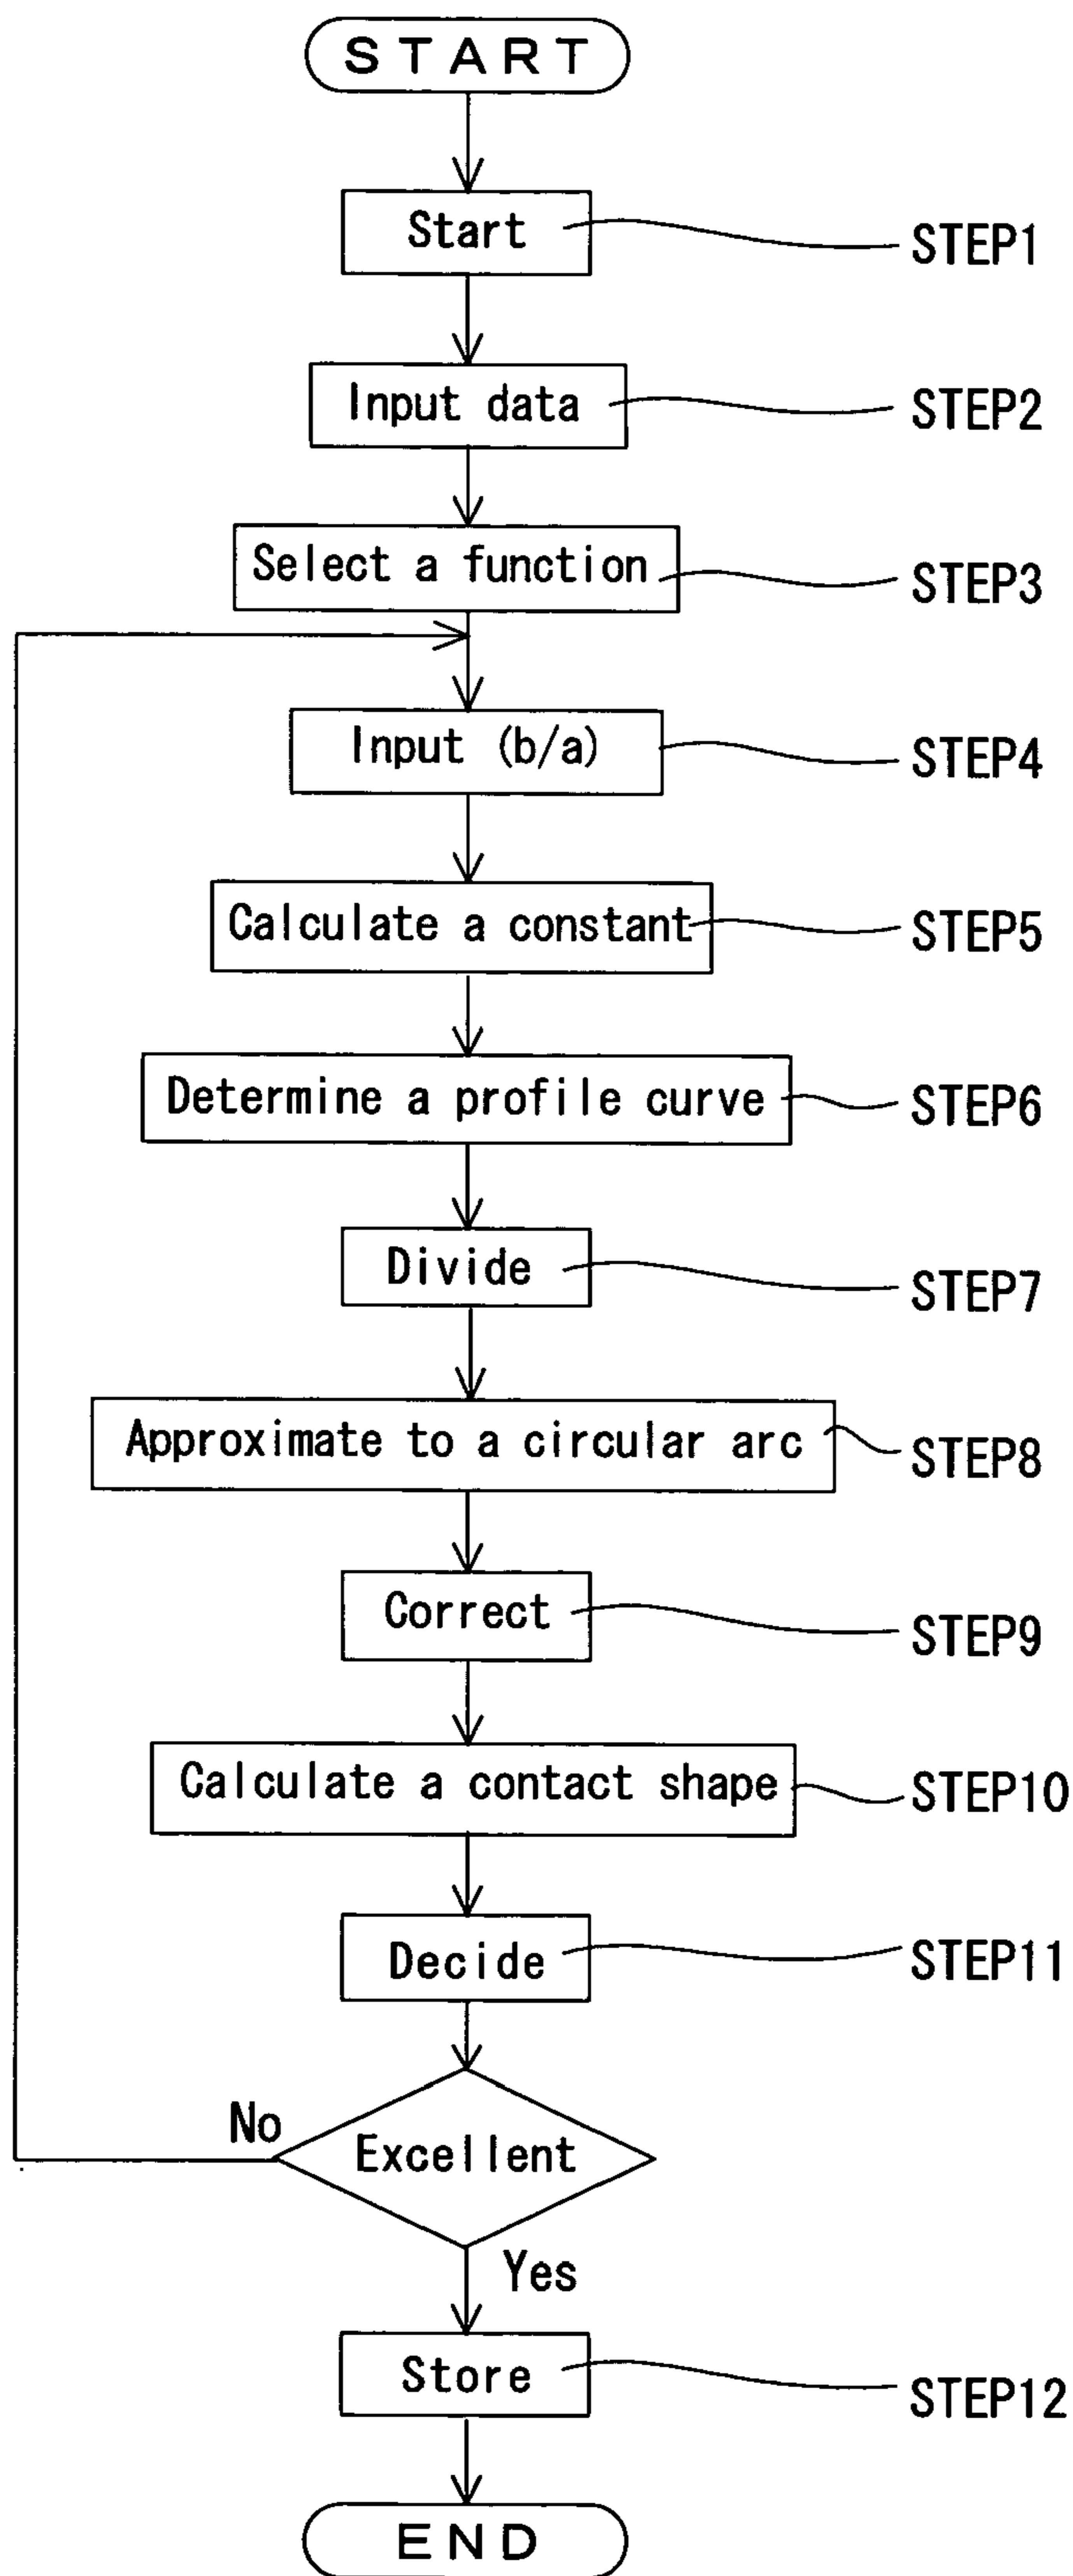 START
Start
STEP1
Input data
STEP2
Select a function
STEP3
Input (b/a)
STEP4
Calculate a constant
STEP5
Determine a profile curve
STEP6
Divide
STEP7
Approximate to a circular arc
STEP8
Correct
STEP9
Calculate a contact shape
STEP10
Decide
STEP11
No
Excellent
Yes
Store
STEP12
END